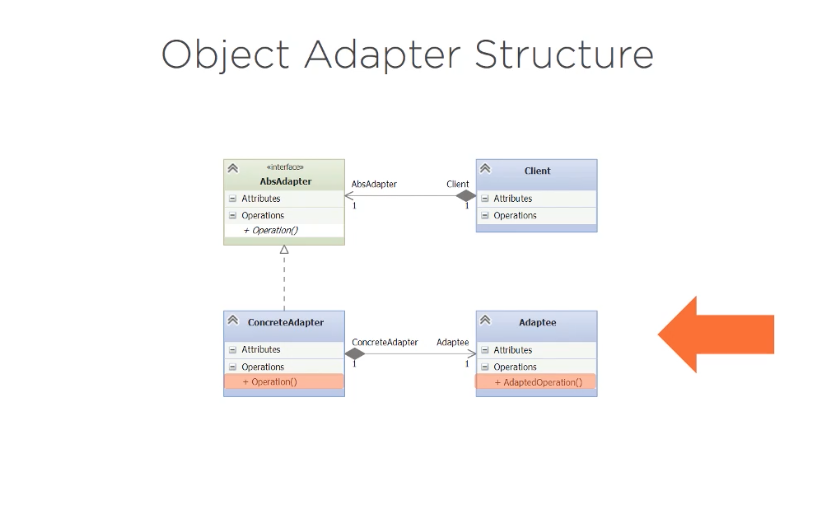 Object Adapter Structure
«interface»
AbsAdapter
Attributes
Operations
+ Operation()
AbsAdapter
1
Client
1
Client
Attributes
Operations
ConcreteAdapter
Attributes
Operations
+ Operation()
ConcreteAdapter
1
Adaptee
1
Adaptee
Attributes
Operations
+ AdaptedOperation()